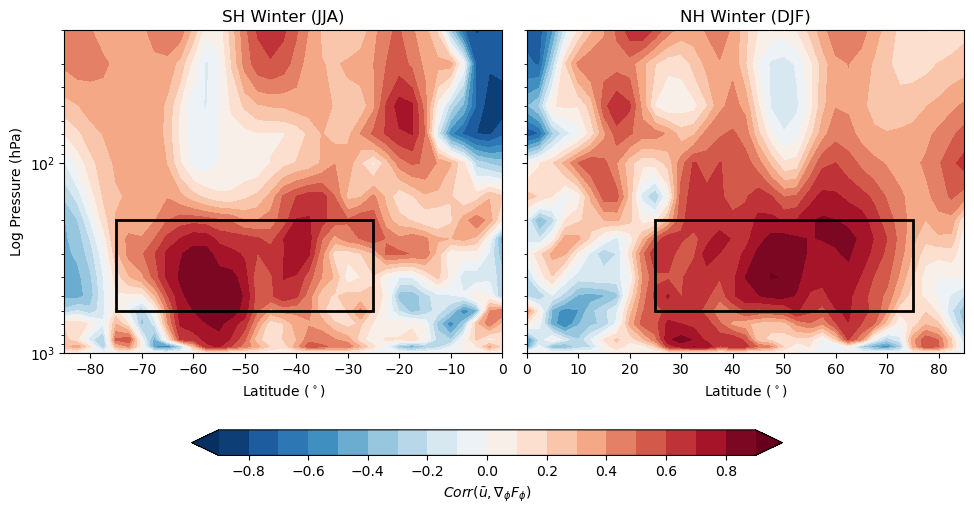 SH Winter (JJA)
NH Winter (DJF)
Log Pressure (hPa)
10²
10³
−80 −70 −60 −50 −40 −30 −20 −10 0
0 10 20 30 40 50 60 70 80
Latitude (°)
Latitude (°)
−0.8 −0.6 −0.4 −0.2 0.0 0.2 0.4 0.6 0.8
Corr(ū, ∇ϕFϕ)